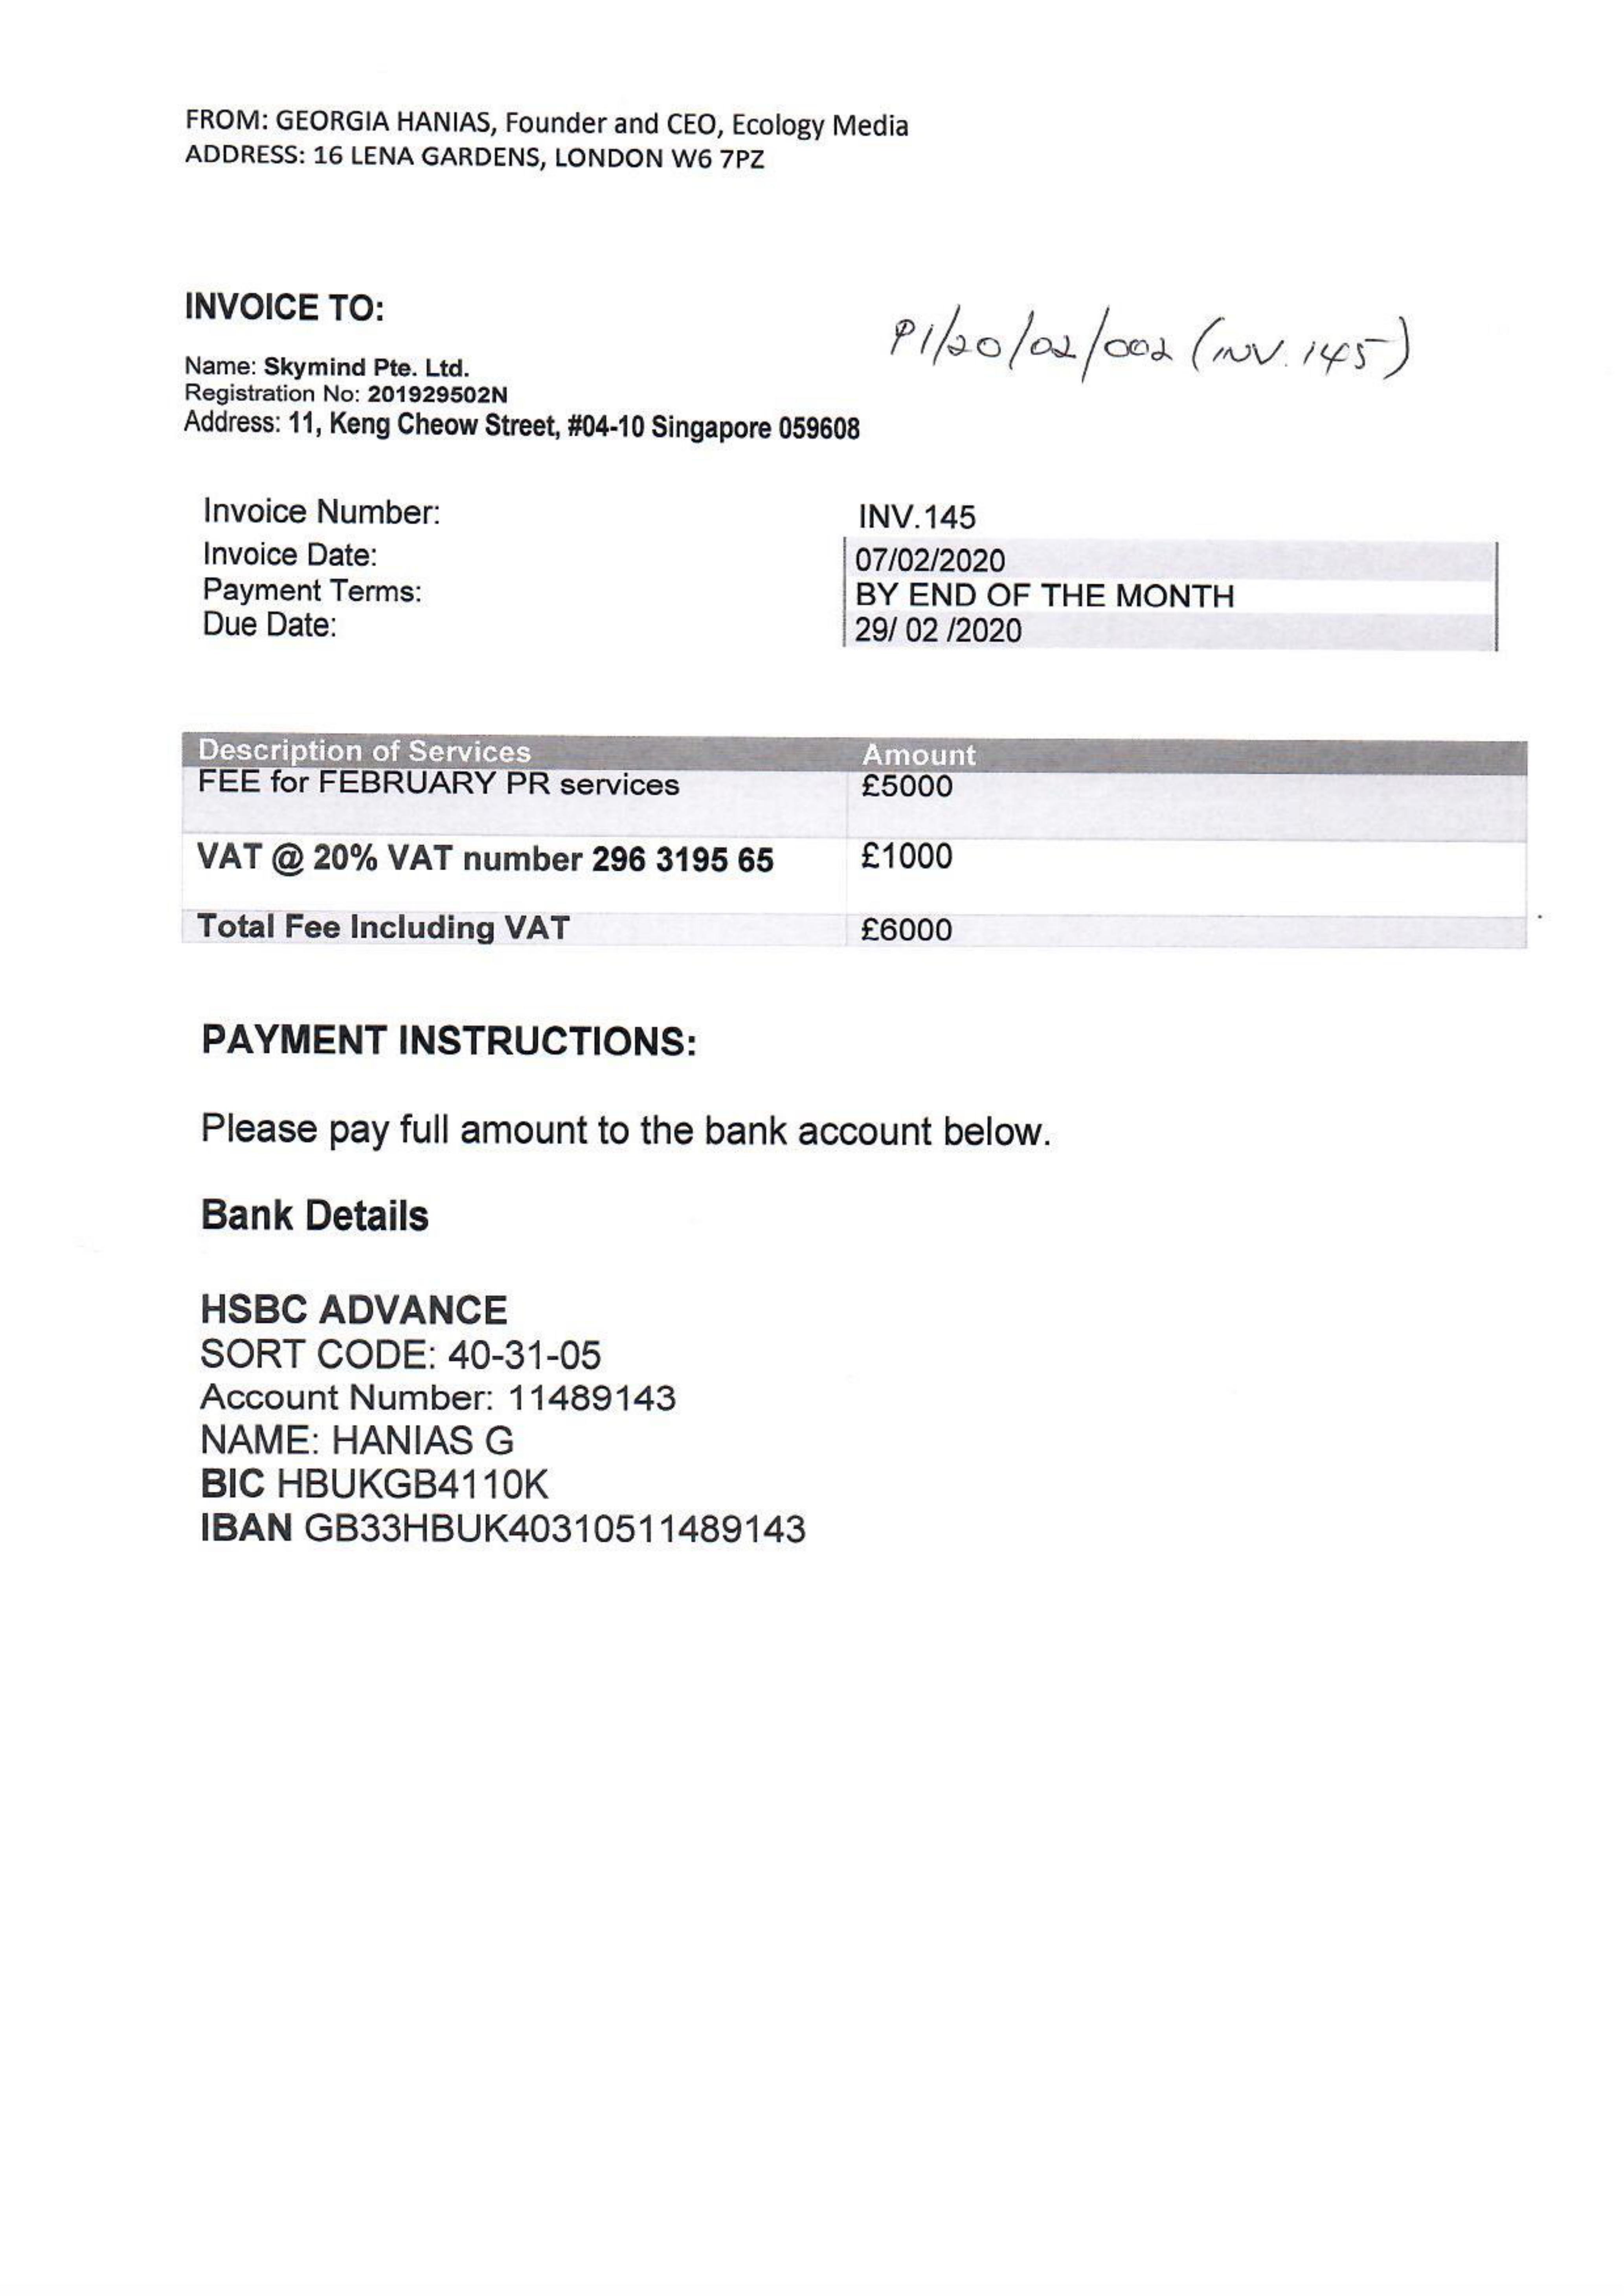 FROM: GEORGIA HANIAS, Founder and CEO, Ecology Media
ADDRESS: 16 LENA GARDENS, LONDON W6 7PZ
INVOICE TO:
P1/20/02/002 (INV. 145)
Name: Skymind Pte. Ltd.
Registration No: 201929502N
Address: 11, Keng Cheow Street, #04-10 Singapore 059608
Invoice Number: INV.145
Invoice Date: 07/02/2020
Payment Terms: BY END OF THE MONTH
Due Date: 29/ 02 /2020
Description of Services Amount
FEE for FEBRUARY PR services £5000
VAT @ 20% VAT number 296 3195 65 £1000
Total Fee Including VAT £6000
PAYMENT INSTRUCTIONS:
Please pay full amount to the bank account below.
Bank Details
HSBC ADVANCE
SORT CODE: 40-31-05
Account Number: 11489143
NAME: HANIAS G
BIC HBUKGB4110K
IBAN GB33HBUK40310511489143